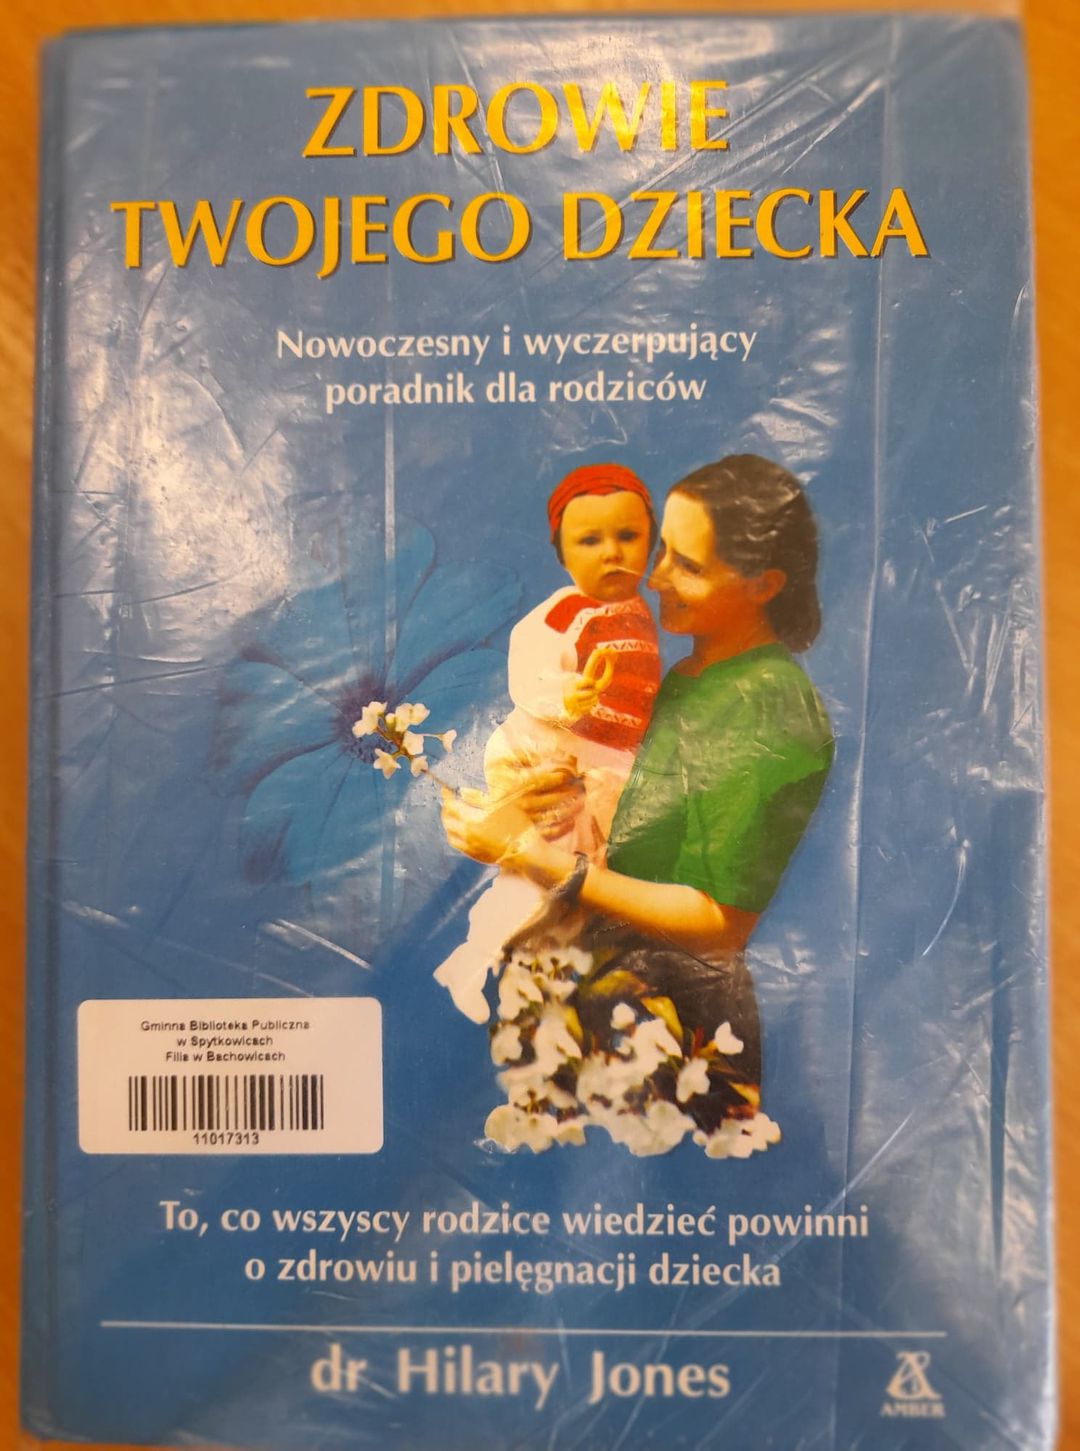 ZDROWIE
TWOJEGO DZIECKA
Nowoczesny i wyczerpujący
poradnik dla rodziców
Gminna Biblioteka Publiczna
w Spytkowicach
Filia w Bachowicach
11017313
To, co wszyscy rodzice wiedzieć powinni
o zdrowiu i pielęgnacji dziecka
dr Hilary Jones
AMBER